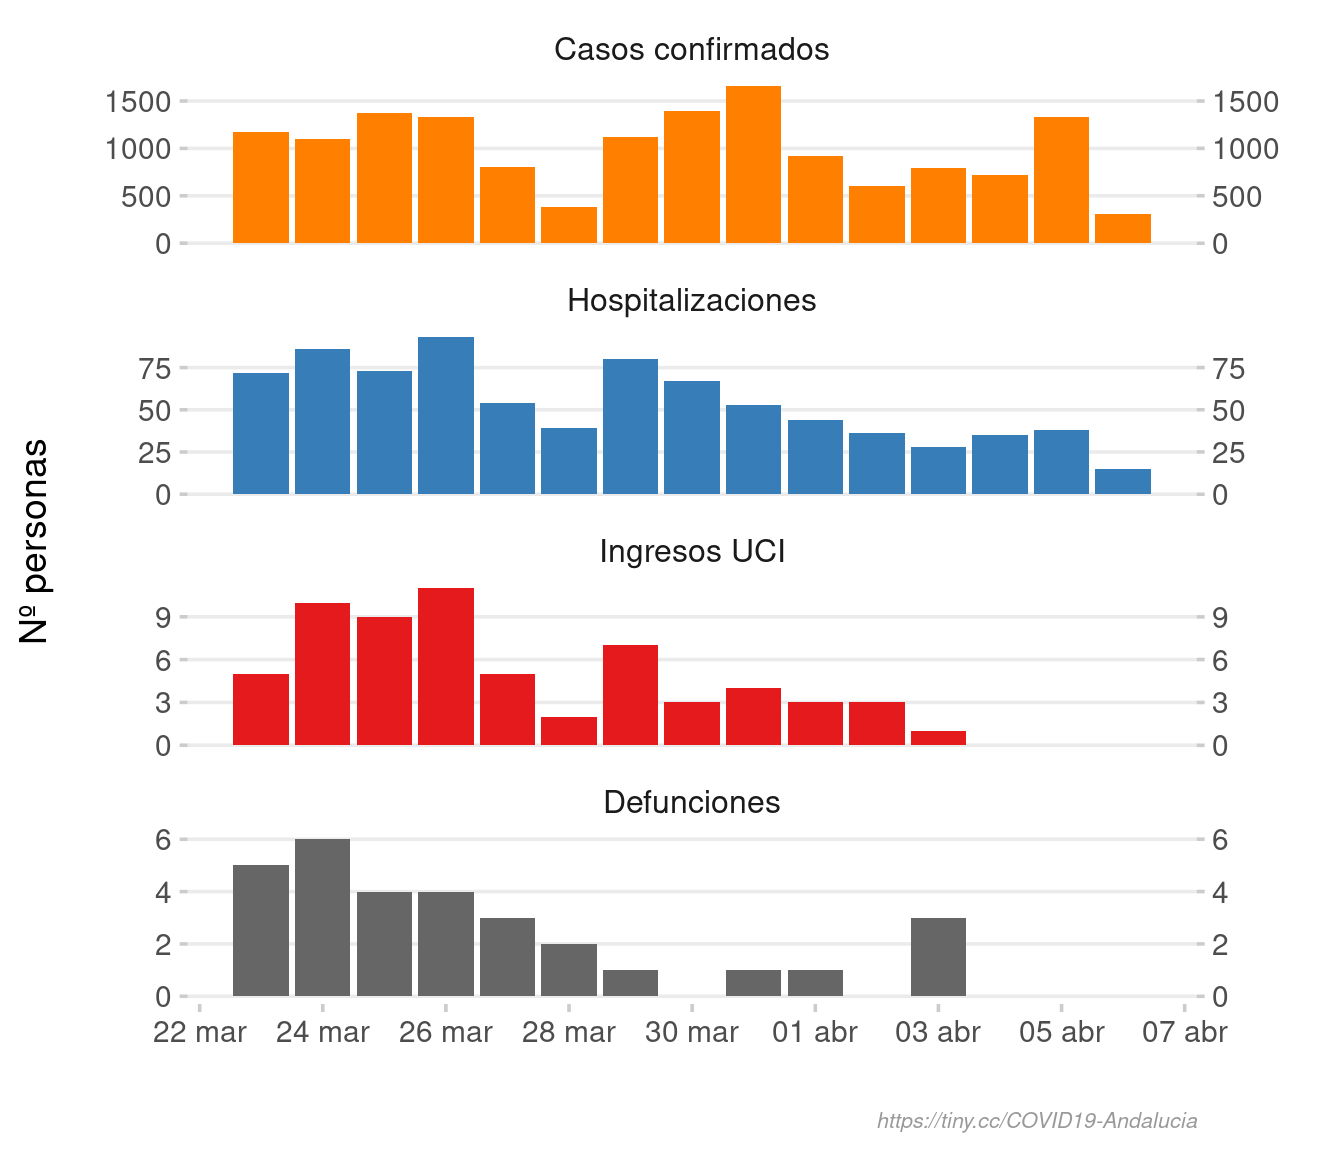 Casos confirmados
1500 1500
1000 1000
500 500
0 0
Hospitalizaciones
75 75
50 50
25 25
0 0
Nº personas
Ingresos UCI
9 9
6 6
3 3
0 0
Defunciones
6 6
4 4
2 2
0 0
22 mar 24 mar 26 mar 28 mar 30 mar 01 abr 03 abr 05 abr 07 abr
https://tiny.cc/COVID19-Andalucia